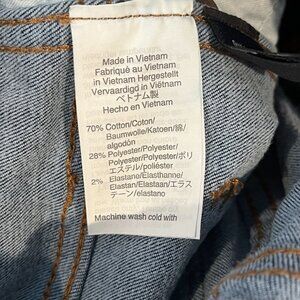 Made in Vietnam
Fabriqué au Vietnam
in Vietnam Hergestellt
Vervaardigd in Viëtnam
ベトナム製
Hecho en Vietnam
70% Cotton/Coton/
Baumwolle/Katoen/綿/
algodón
28% Polyester/Polyester/
Polyester/Polyester/ポリ
エステル/poliéster
2% Elastane/Elasthanne/
Elastan/Elastaan/エラス
テーン/elastano
Machine wash cold with